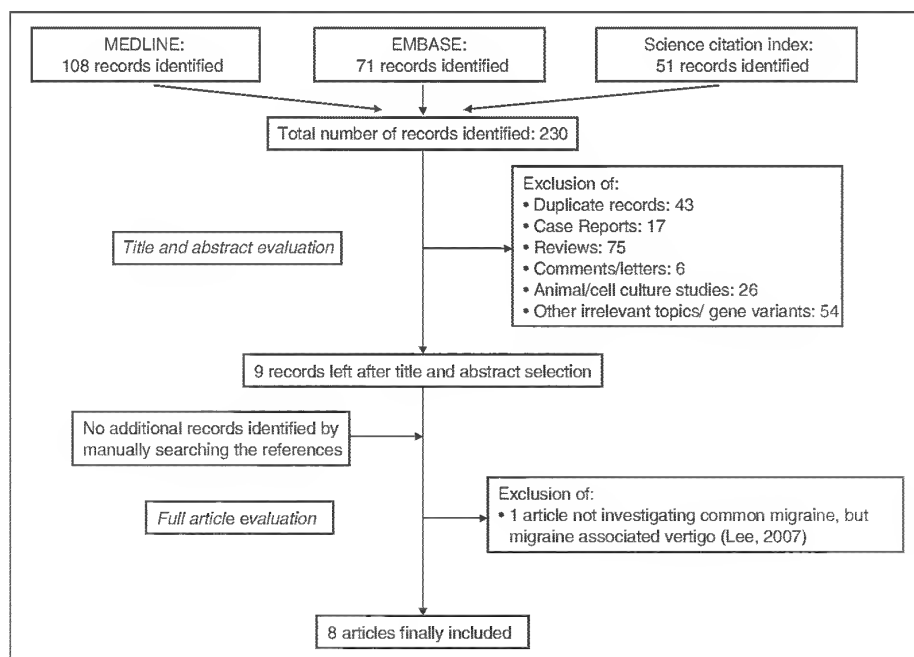 MEDLINE:
108 records identified
EMBASE:
71 records identified
Science citation index:
51 records identified
Total number of records identified: 230
Exclusion of:
• Duplicate records: 43
• Case Reports: 17
• Reviews: 75
• Comments/letters: 6
• Animal/cell culture studies: 26
• Other irrelevant topics/ gene variants: 54
Title and abstract evaluation
9 records left after title and abstract selection
No additional records identified by
manually searching the references
Full article evaluation
Exclusion of:
• 1 article not investigating common migraine, but
migraine associated vertigo (Lee, 2007)
8 articles finally included